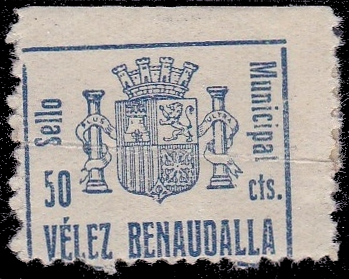 Sello
Municipal
PLUS
ULTRA
50 cts.
VÉLEZ BENAUDALLA